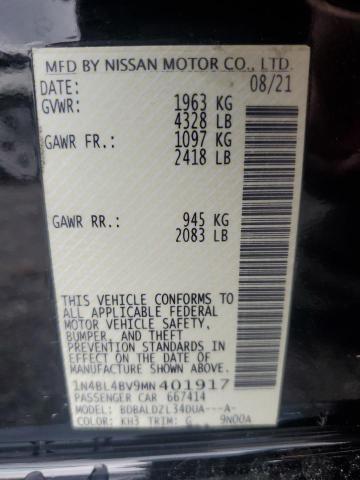 MFD BY NISSAN MOTOR CO., LTD.
DATE: 08/21
GVWR: 1963 KG
4328 LB
GAWR FR.: 1097 KG
2418 LB
GAWR RR.: 945 KG
2083 LB
THIS VEHICLE CONFORMS TO
ALL APPLICABLE FEDERAL
MOTOR VEHICLE SAFETY,
BUMPER, AND THEFT
PREVENTION STANDARDS IN
EFFECT ON THE DATE OF
MANUFACTURE SHOWN ABOVE.
1N4BL4BV9MN401917
PASSENGER CAR 667414
MODEL: BDBALDZL34DUA---A-
COLOR: KH3 TRIM: G 9N00A